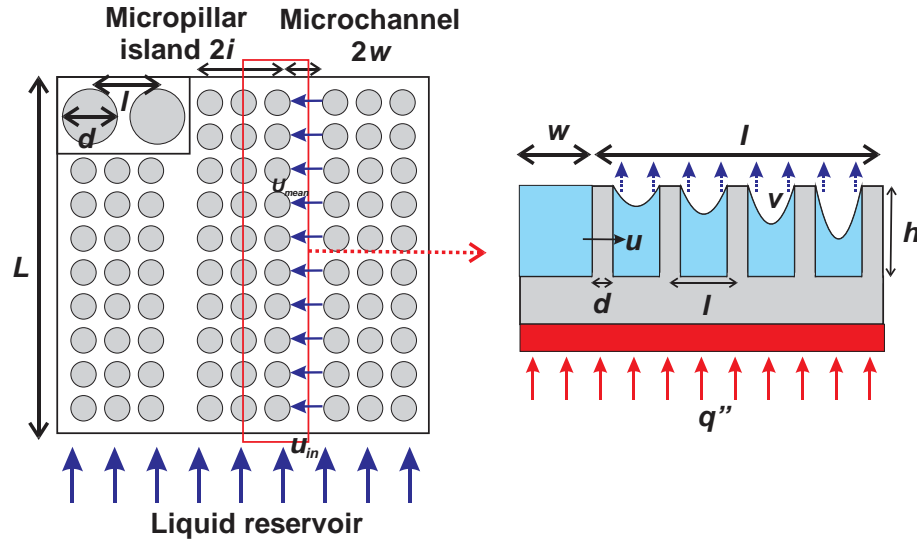 Micropillar
island 2i
Microchannel
2w
l
d
L
U_mean
u_in
Liquid reservoir
w
I
v
u
h
d
l
q”